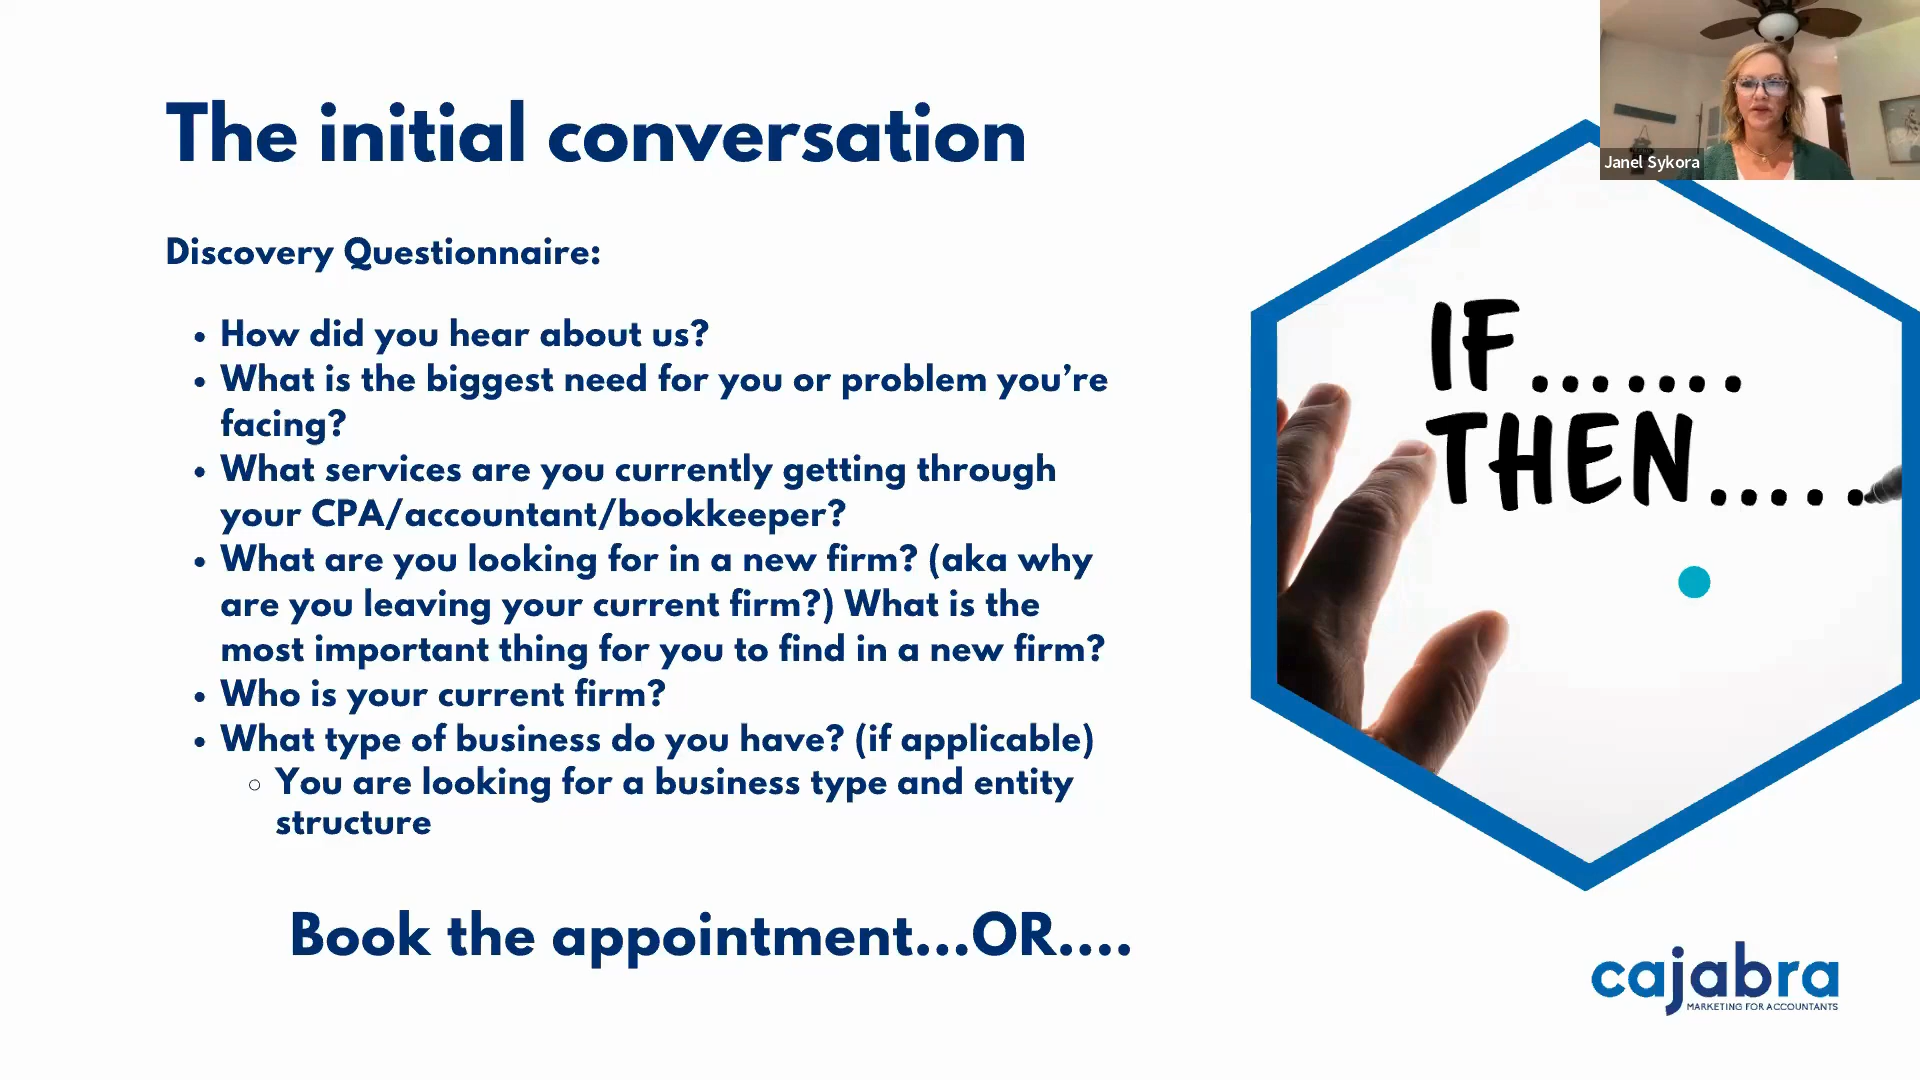 The initial conversation
Janel Sykora
Discovery Questionnaire:
• How did you hear about us?
• What is the biggest need for you or problem you’re
facing?
• What services are you currently getting through
your CPA/accountant/bookkeeper?
• What are you looking for in a new firm? (aka why
are you leaving your current firm?) What is the
most important thing for you to find in a new firm?
• Who is your current firm?
• What type of business do you have? (if applicable)
○ You are looking for a business type and entity
structure
Book the appointment...OR....
IF.......
THEN.....
cajabra
MARKETING FOR ACCOUNTANTS